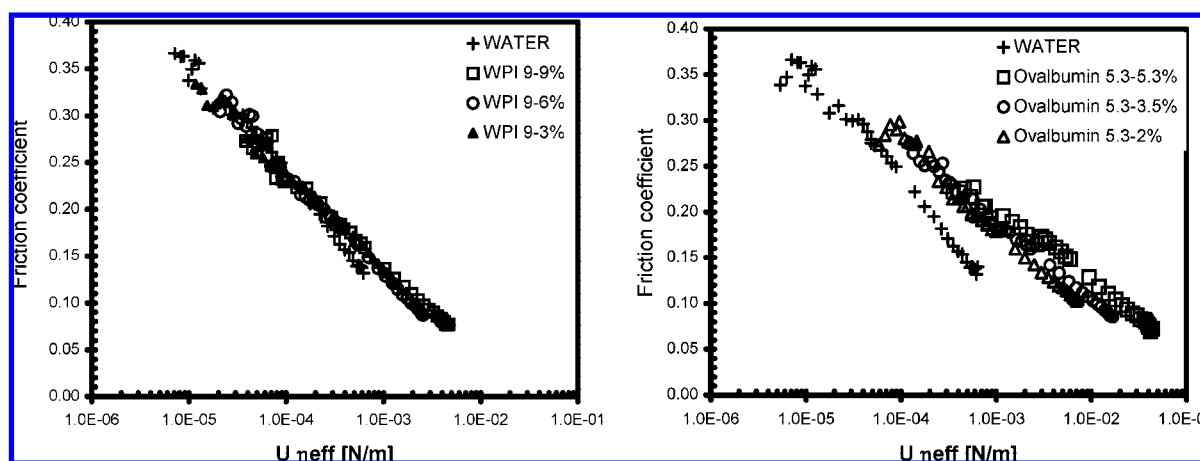 0.40
0.35
0.30
0.25
0.20
0.15
0.10
0.05
0.00
Friction coefficient
WATER
WPI 9-9%
WPI 9-6%
WPI 9-3%
1.0E-06
1.0E-05
1.0E-04
1.0E-03
1.0E-02
1.0E-01
U ηeff [N/m]
0.40
0.35
0.30
0.25
0.20
0.15
0.10
0.05
0.00
Friction coefficient
WATER
Ovalbumin 5.3-5.3%
Ovalbumin 5.3-3.5%
Ovalbumin 5.3-2%
1.0E-06
1.0E-05
1.0E-04
1.0E-03
1.0E-02
U ηeff [N/m]